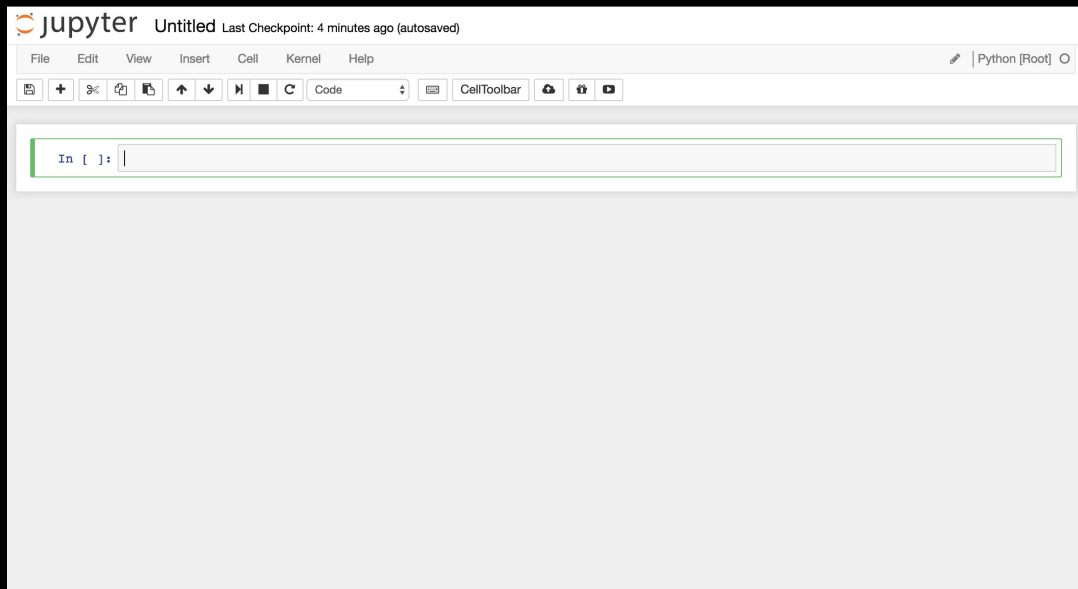 jupyter Untitled Last Checkpoint: 4 minutes ago (autosaved)
File Edit View Insert Cell Kernel Help Python [Root]
Code CellToolbar
In [ ]: